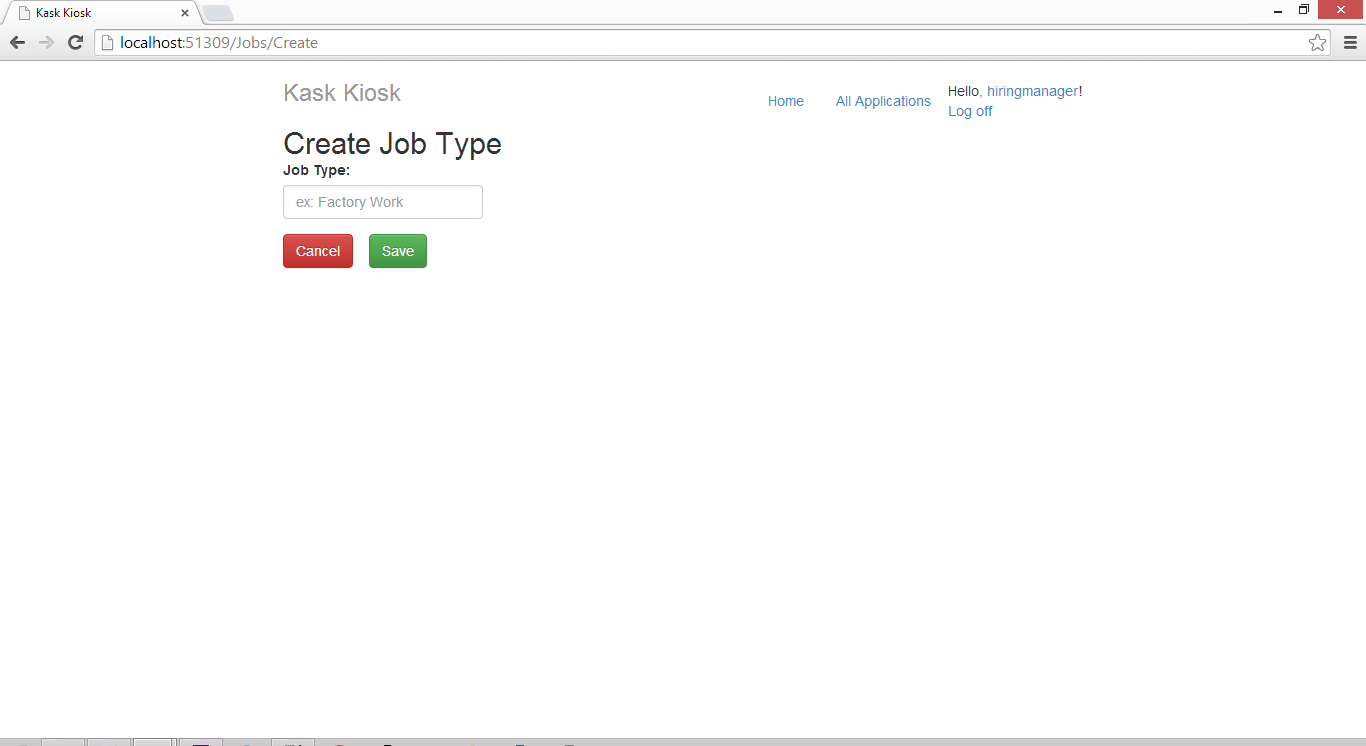 Kask Kiosk
localhost:51309/Jobs/Create
Kask Kiosk
Home
All Applications
Hello, hiringmanager!
Log off
Create Job Type
Job Type:
ex: Factory Work
Cancel
Save